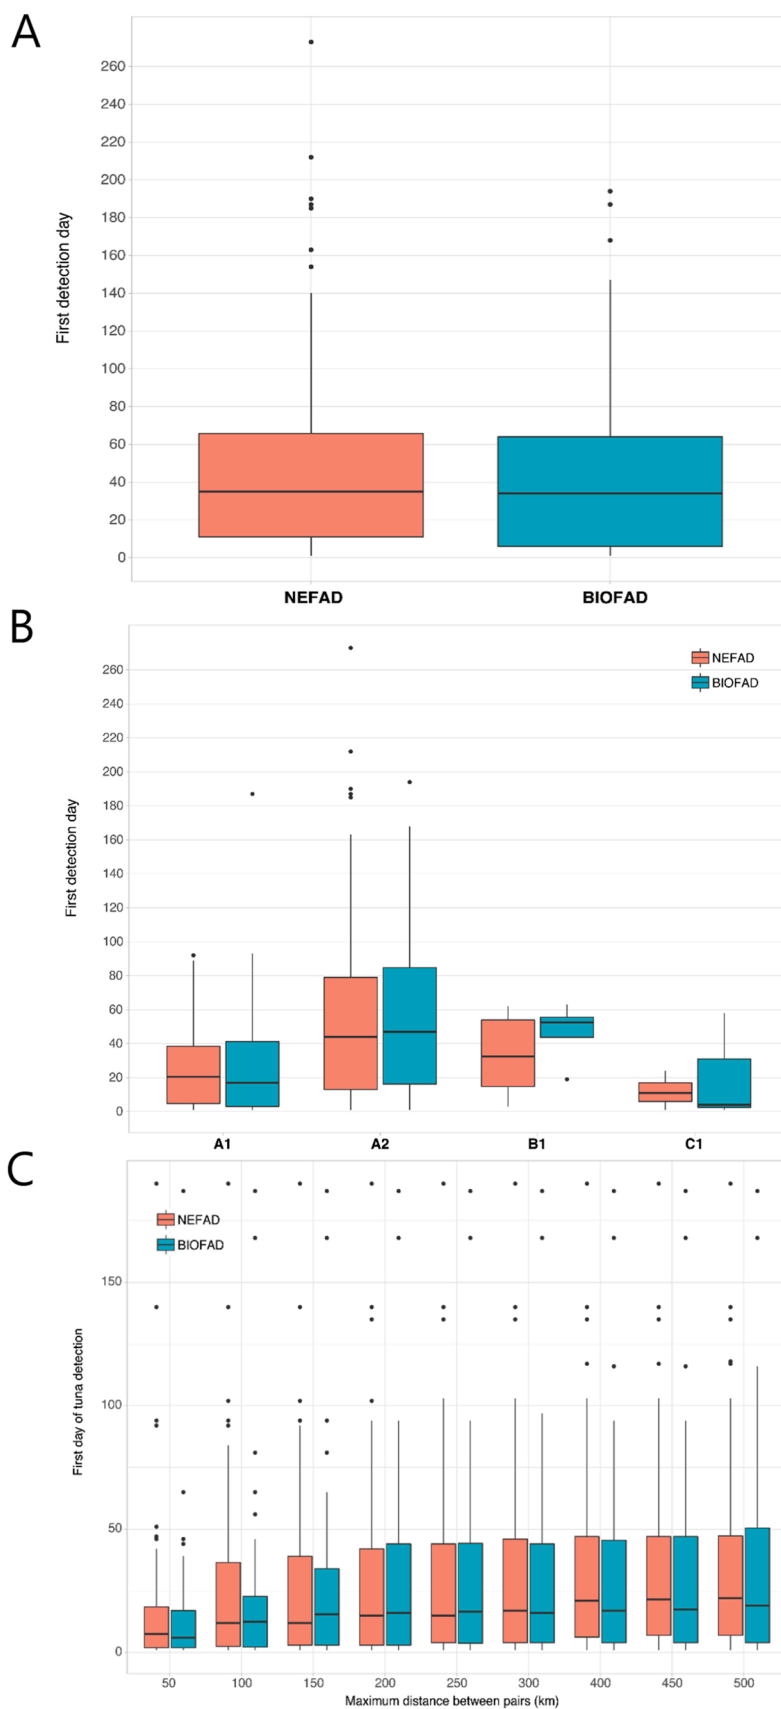 A
First detection day
260
240
220
200
180
160
140
120
100
80
60
40
20
0
NEFAD BIOFAD
B
First detection day
NEFAD
BIOFAD
260
240
220
200
180
160
140
120
100
80
60
40
20
0
A1 A2 B1 C1
C
First day of tuna detection
NEFAD
BIOFAD
150
100
50
0
50 100 150 200 250 300 400 450 500
Maximum distance between pairs (km)